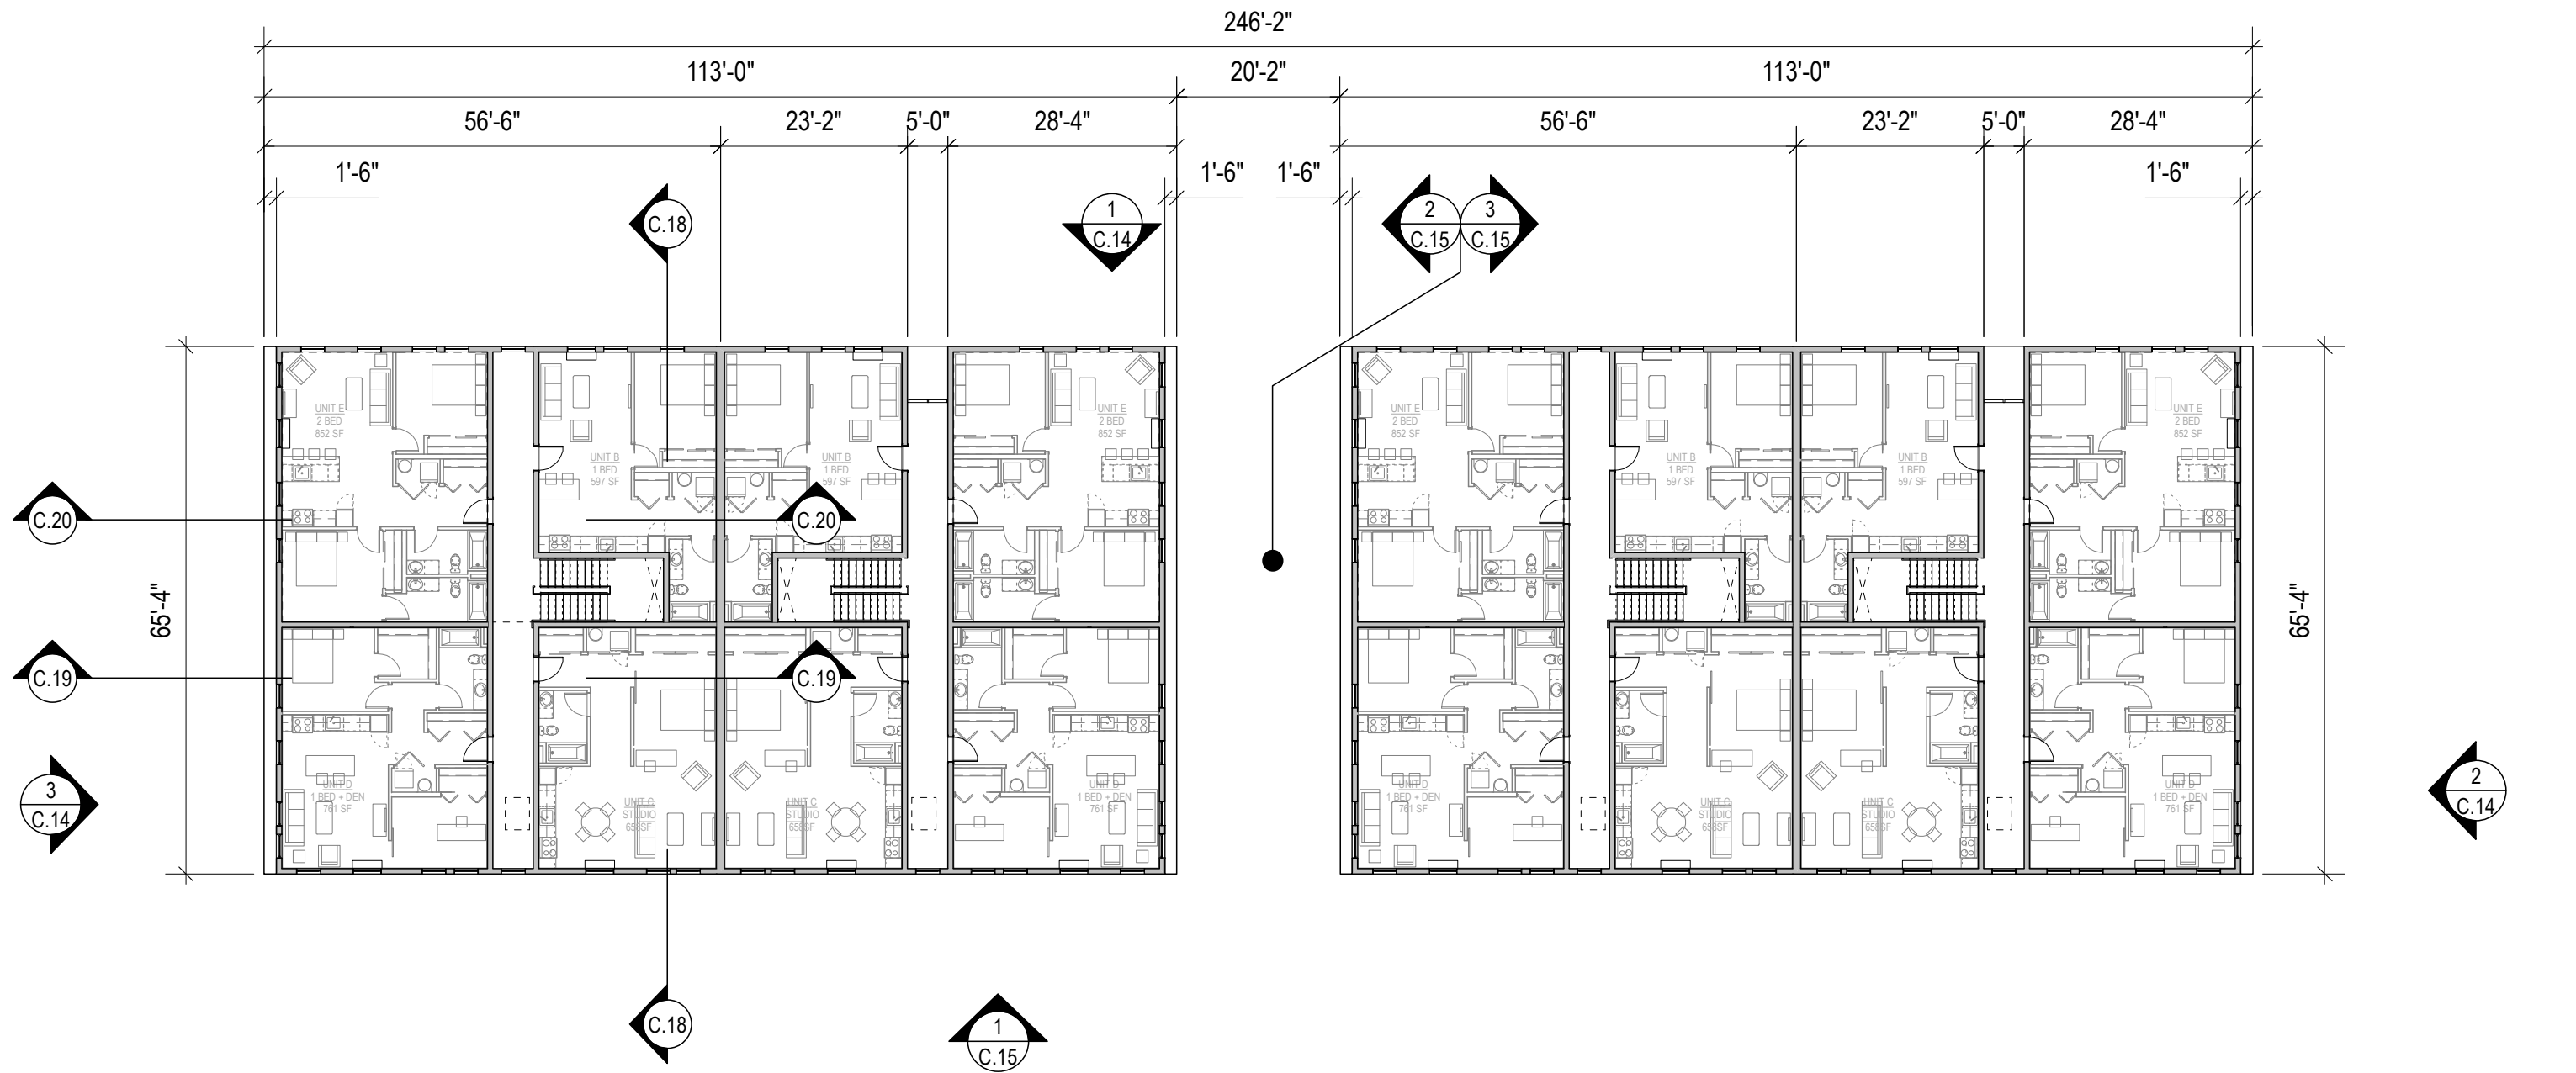 246'-2"
113'-0" 20'-2" 113'-0"
56'-6" 23'-2" 5'-0" 28'-4" 56'-6" 23'-2" 5'-0" 28'-4"
1'-6" 1'-6" 1'-6" 1'-6"
C.18
1
C.14
2
C.15
3
C.15
UNIT E
2 BED
852 SF
UNIT B
1 BED
597 SF
UNIT B
1 BED
597 SF
UNIT E
2 BED
852 SF
UNIT E
2 BED
852 SF
UNIT B
1 BED
597 SF
UNIT B
1 BED
597 SF
UNIT E
2 BED
852 SF
C.20
C.20
65'-4"
65'-4"
C.19
C.19
3
C.14
2
C.14
UNIT D
1 BED + DEN
761 SF
UNIT C
STUDIO
658SF
UNIT C
STUDIO
658SF
UNIT D
1 BED + DEN
761 SF
UNIT D
1 BED + DEN
761 SF
UNIT C
STUDIO
658SF
UNIT C
STUDIO
658SF
UNIT D
1 BED + DEN
761 SF
C.18
1
C.15